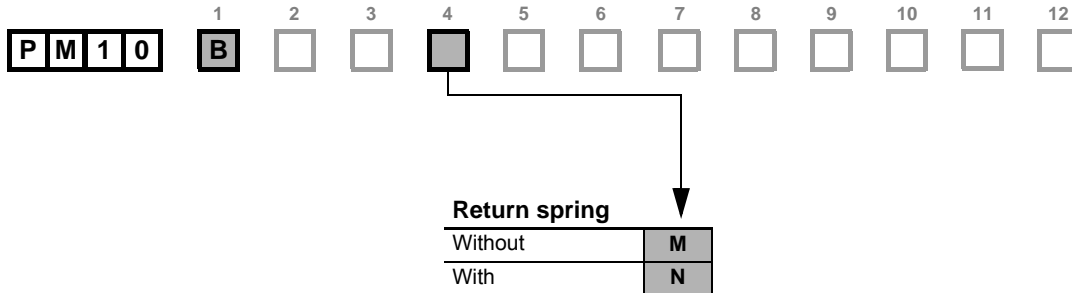 1 2 3 4 5 6 7 8 9 10 11 12
P M 1 0 B
Return spring
Without M
With N